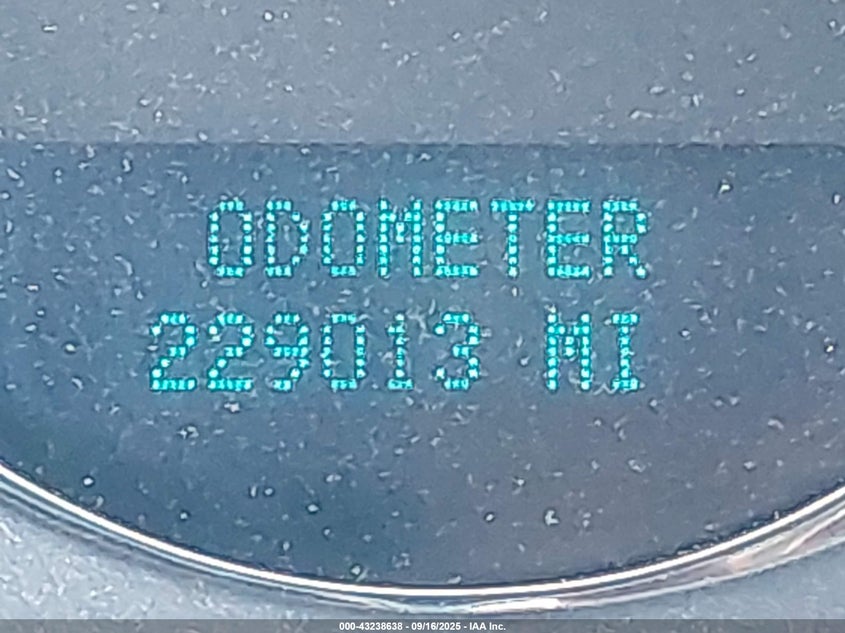 ODOMETER
229013 MI
000-43238638 - 09/16/2025 - IAA Inc.